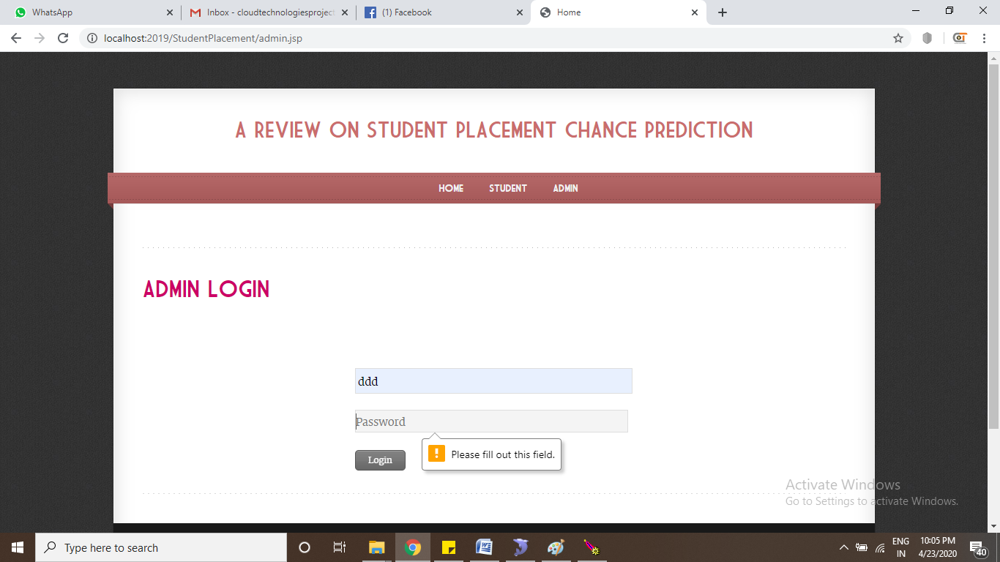 WhatsApp
Inbox - cloudtechnologiesproject
(1) Facebook
Home
localhost:2019/StudentPlacement/admin.jsp
A REVIEW ON STUDENT PLACEMENT CHANCE PREDICTION
HOME STUDENT ADMIN
ADMIN LOGIN
ddd
Password
Login
Please fill out this field.
Activate Windows
Go to Settings to activate Windows.
Type here to search
ENG
IN
10:05 PM
4/23/2020
40